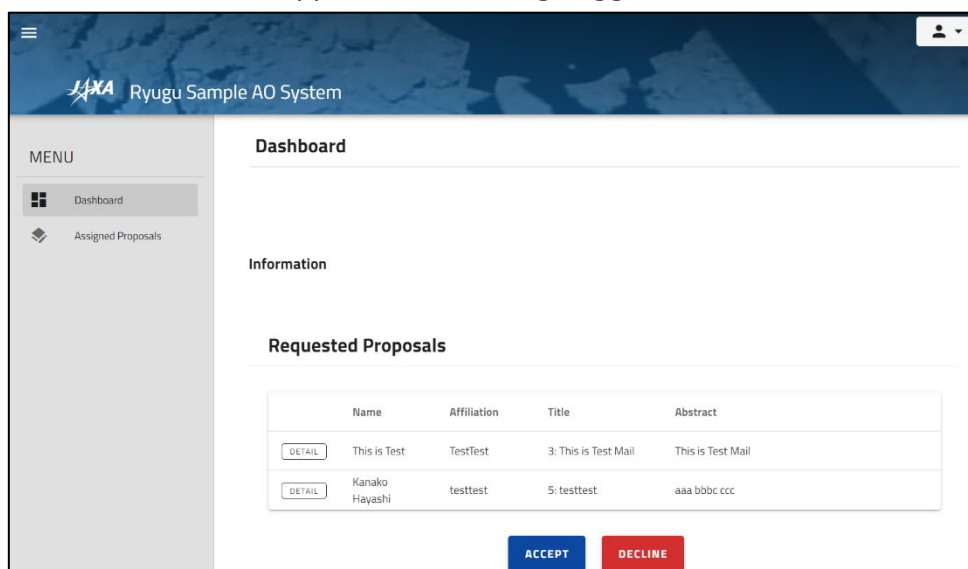 JAXA Ryugu Sample AO System
MENU
Dashboard
Assigned Proposals
Dashboard
Information
Requested Proposals
Name Affiliation Title Abstract
DETAIL This is Test TestTest 3: This is Test Mail This is Test Mail
DETAIL Kanako Hayashi testtest 5: testtest aaa bbbc ccc
ACCEPT DECLINE